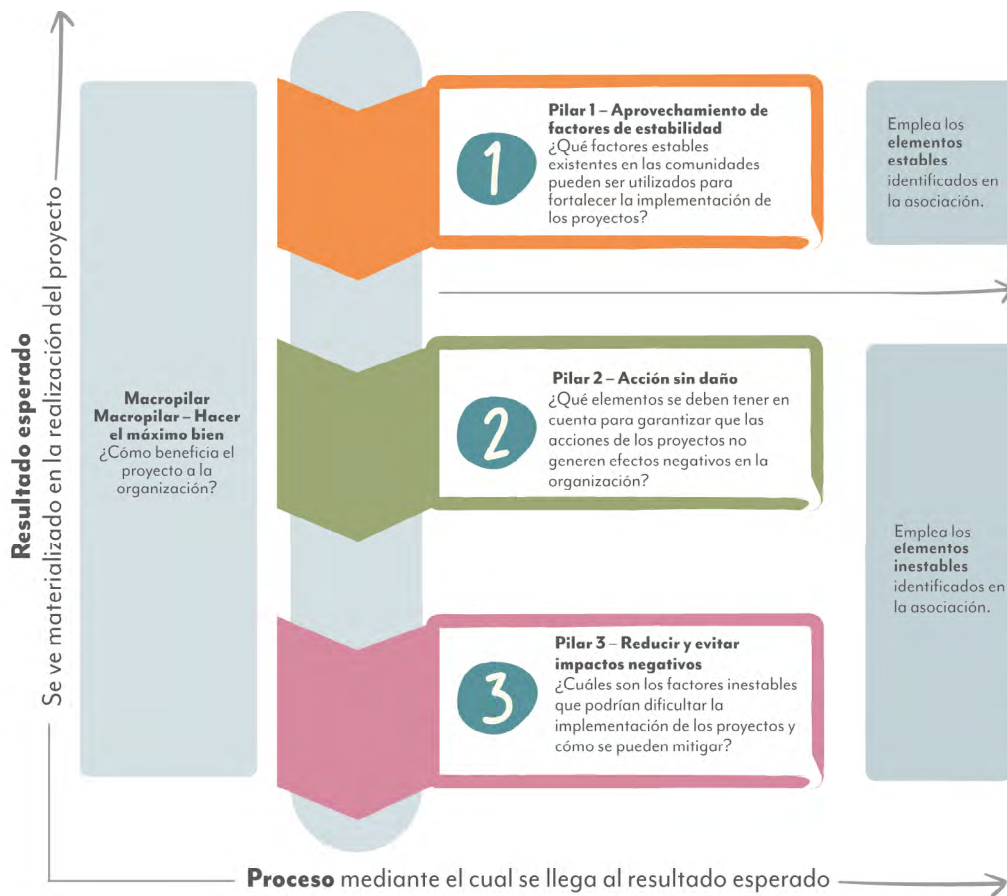 Resultado esperado
Se ve materializado en la realización del proyecto
Macropilar
Macropilar – Hacer
el máximo bien
¿Cómo beneficia el
proyecto a la
organización?
1
Pilar 1 – Aprovechamiento de
factores de estabilidad
¿Qué factores estables
existentes en las comunidades
pueden ser utilizados para
fortalecer la implementación de
los proyectos?
Emplea los
elementos
estables
identificados en
la asociación.
2
Pilar 2 – Acción sin daño
¿Qué elementos se deben tener en
cuenta para garantizar que las
acciones de los proyectos no
generen efectos negativos en la
organización?
3
Pilar 3 – Reducir y evitar
impactos negativos
¿Cuáles son los factores inestables
que podrían dificultar la
implementación de los proyectos y
cómo se pueden mitigar?
Emplea los
elementos
inestables
identificados en
la asociación.
Proceso mediante el cual se llega al resultado esperado